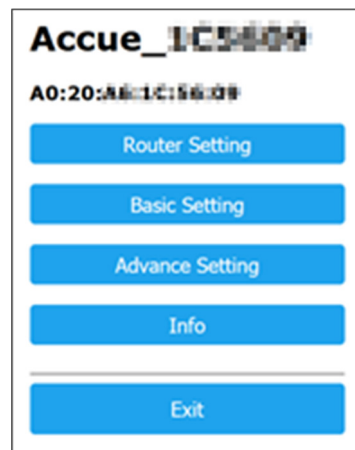 Accue_
A0:20:
Router Setting
Basic Setting
Advance Setting
Info
Exit